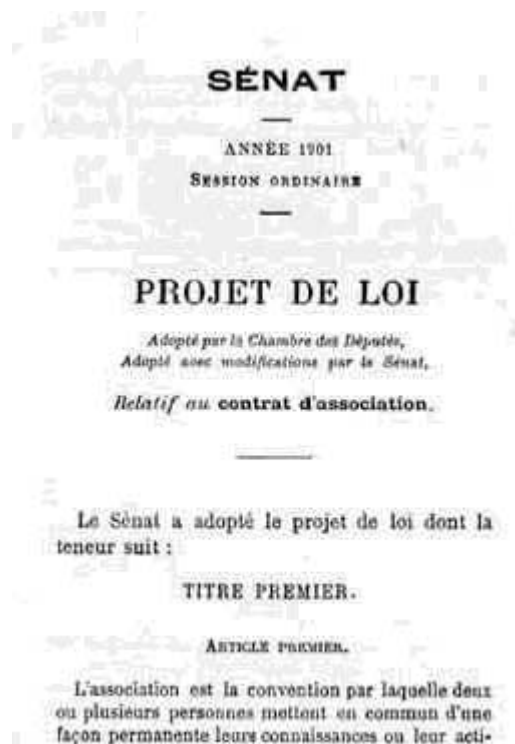 SÉNAT
ANNÉE 1901
SESSION ORDINAIRE
PROJET DE LOI
Adopté par la Chambre des Députés,
Adopté avec modifications par le Sénat,
Relatif au contrat d'association.
Le Sénat a adopté le projet de loi dont la
teneur suit :
TITRE PREMIER.
ARTICLE PREMIER.
L'association est la convention par laquelle deux
ou plusieurs personnes mettent en commun d'une
façon permanente leurs connaissances ou leur acti-